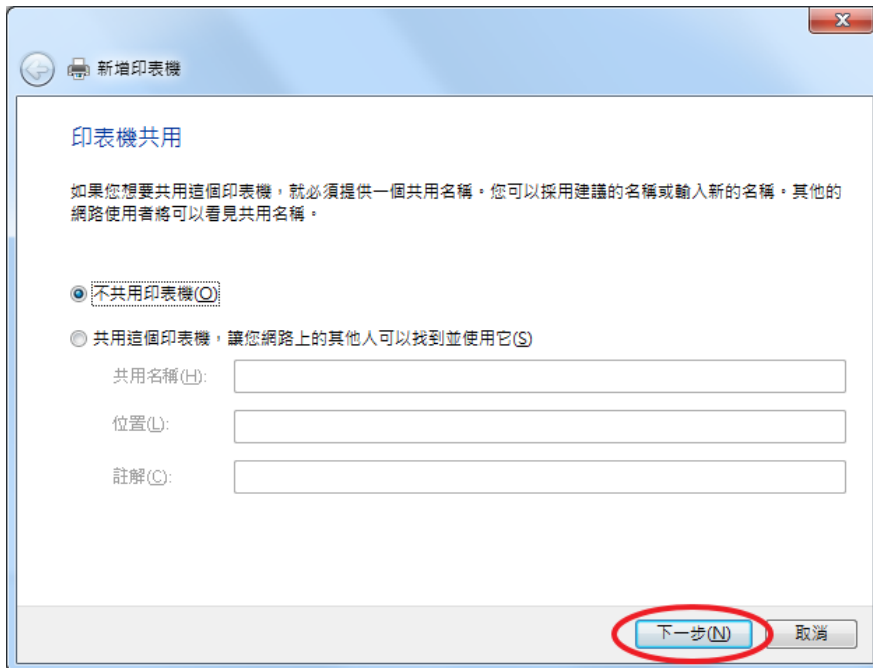 新增印表機
印表機共用
如果您想要共用這個印表機，就必須提供一個共用名稱。您可以採用建議的名稱或輸入新的名稱。其他的
網路使用者將可以看見共用名稱。
不共用印表機(O)
共用這個印表機，讓您網路上的其他人可以找到並使用它(S)
共用名稱(H):
位置(L):
註解(C):
下一步(N) 取消